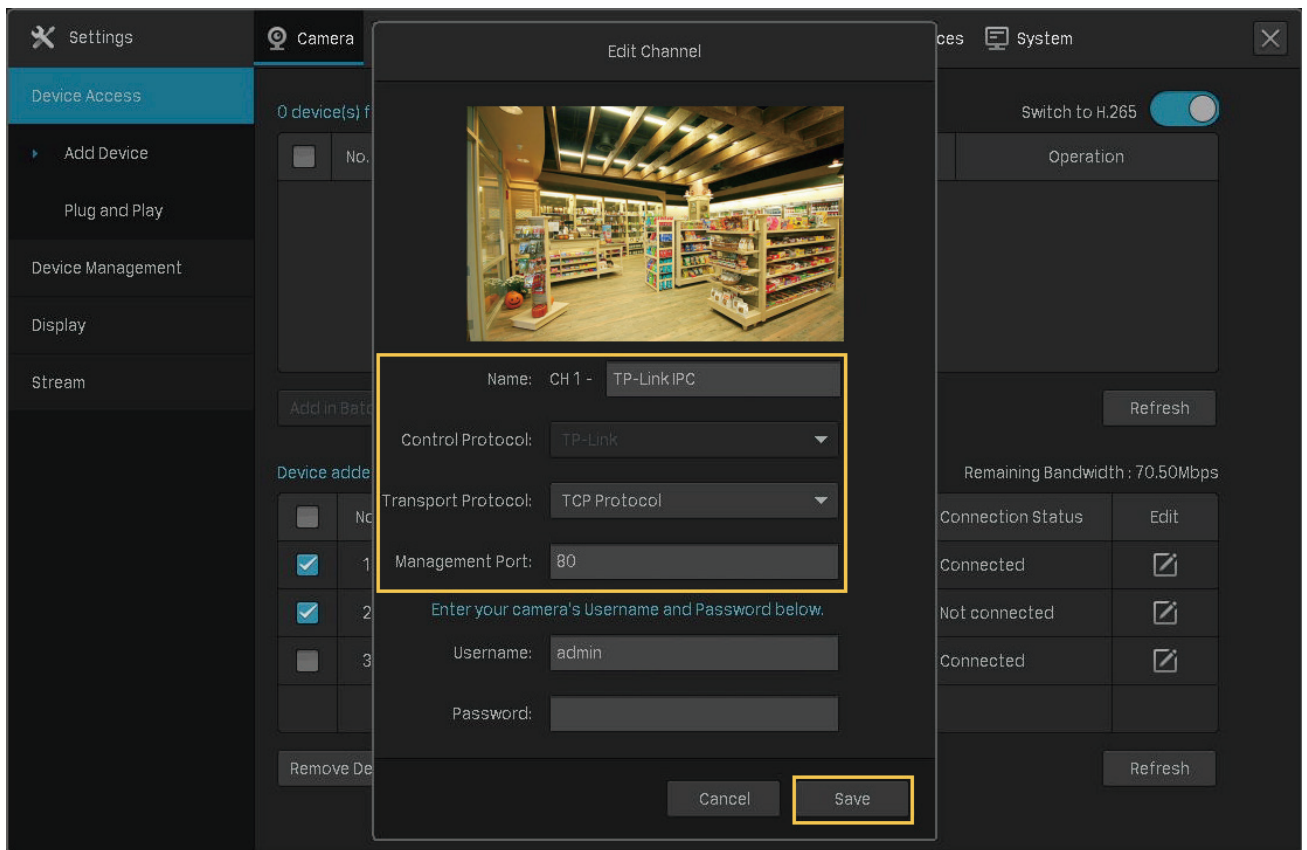 Settings
Camera
Edit Channel
ces
System
Device Access
0 device(s) f
Switch to H.265
Add Device
No.
Operation
Plug and Play
Device Management
Display
Stream
Name: CH 1 - TP-Link IPC
Add in Batc
Refresh
Control Protocol: TP-Link
Device adde
Remaining Bandwidth : 70.50Mbps
Transport Protocol: TCP Protocol
No
Connection Status
Edit
Management Port: 80
1
Connected
Enter your camera's Username and Password below.
2
Not connected
Username: admin
3
Connected
Password:
Remove De
Refresh
Cancel
Save